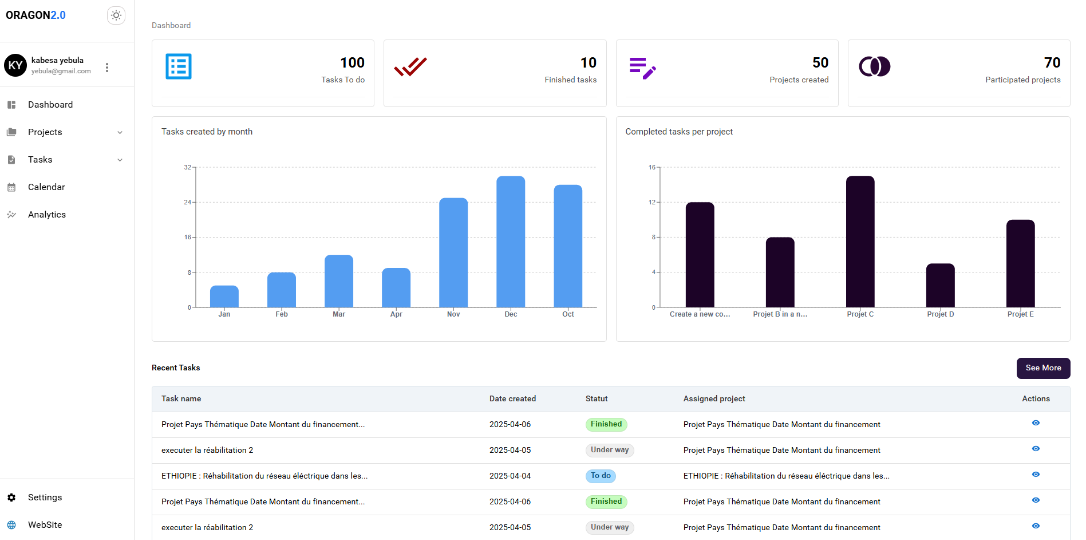 ORAGON2.0
KY
kabesa yebula
yebula@gmail.com
Dashboard
Projects
Tasks
Calendar
Analytics
Settings
WebSite
Dashboard
100
Tasks To do
10
Finished tasks
50
Projects created
70
Participated projects
Tasks created by month
32
24
16
8
0
Jan Feb Mar Apr Nov Dec Oct
Completed tasks per project
16
12
8
4
0
Create a new co... Projet B in a n... Projet C Projet D Projet E
Recent Tasks
See More
Task name Date created Statut Assigned project Actions
Projet Pays Thématique Date Montant du financement... 2025-04-06 Finished Projet Pays Thématique Date Montant du financement
executer la réabilitation 2 2025-04-05 Under way Projet Pays Thématique Date Montant du financement
ETHIOPIE : Réhabilitation du réseau éléctrique dans les... 2025-04-04 To do ETHIOPIE : Réhabilitation du réseau éléctrique dans les...
Projet Pays Thématique Date Montant du financement... 2025-04-06 Finished Projet Pays Thématique Date Montant du financement
executer la réabilitation 2 2025-04-05 Under way Projet Pays Thématique Date Montant du financement